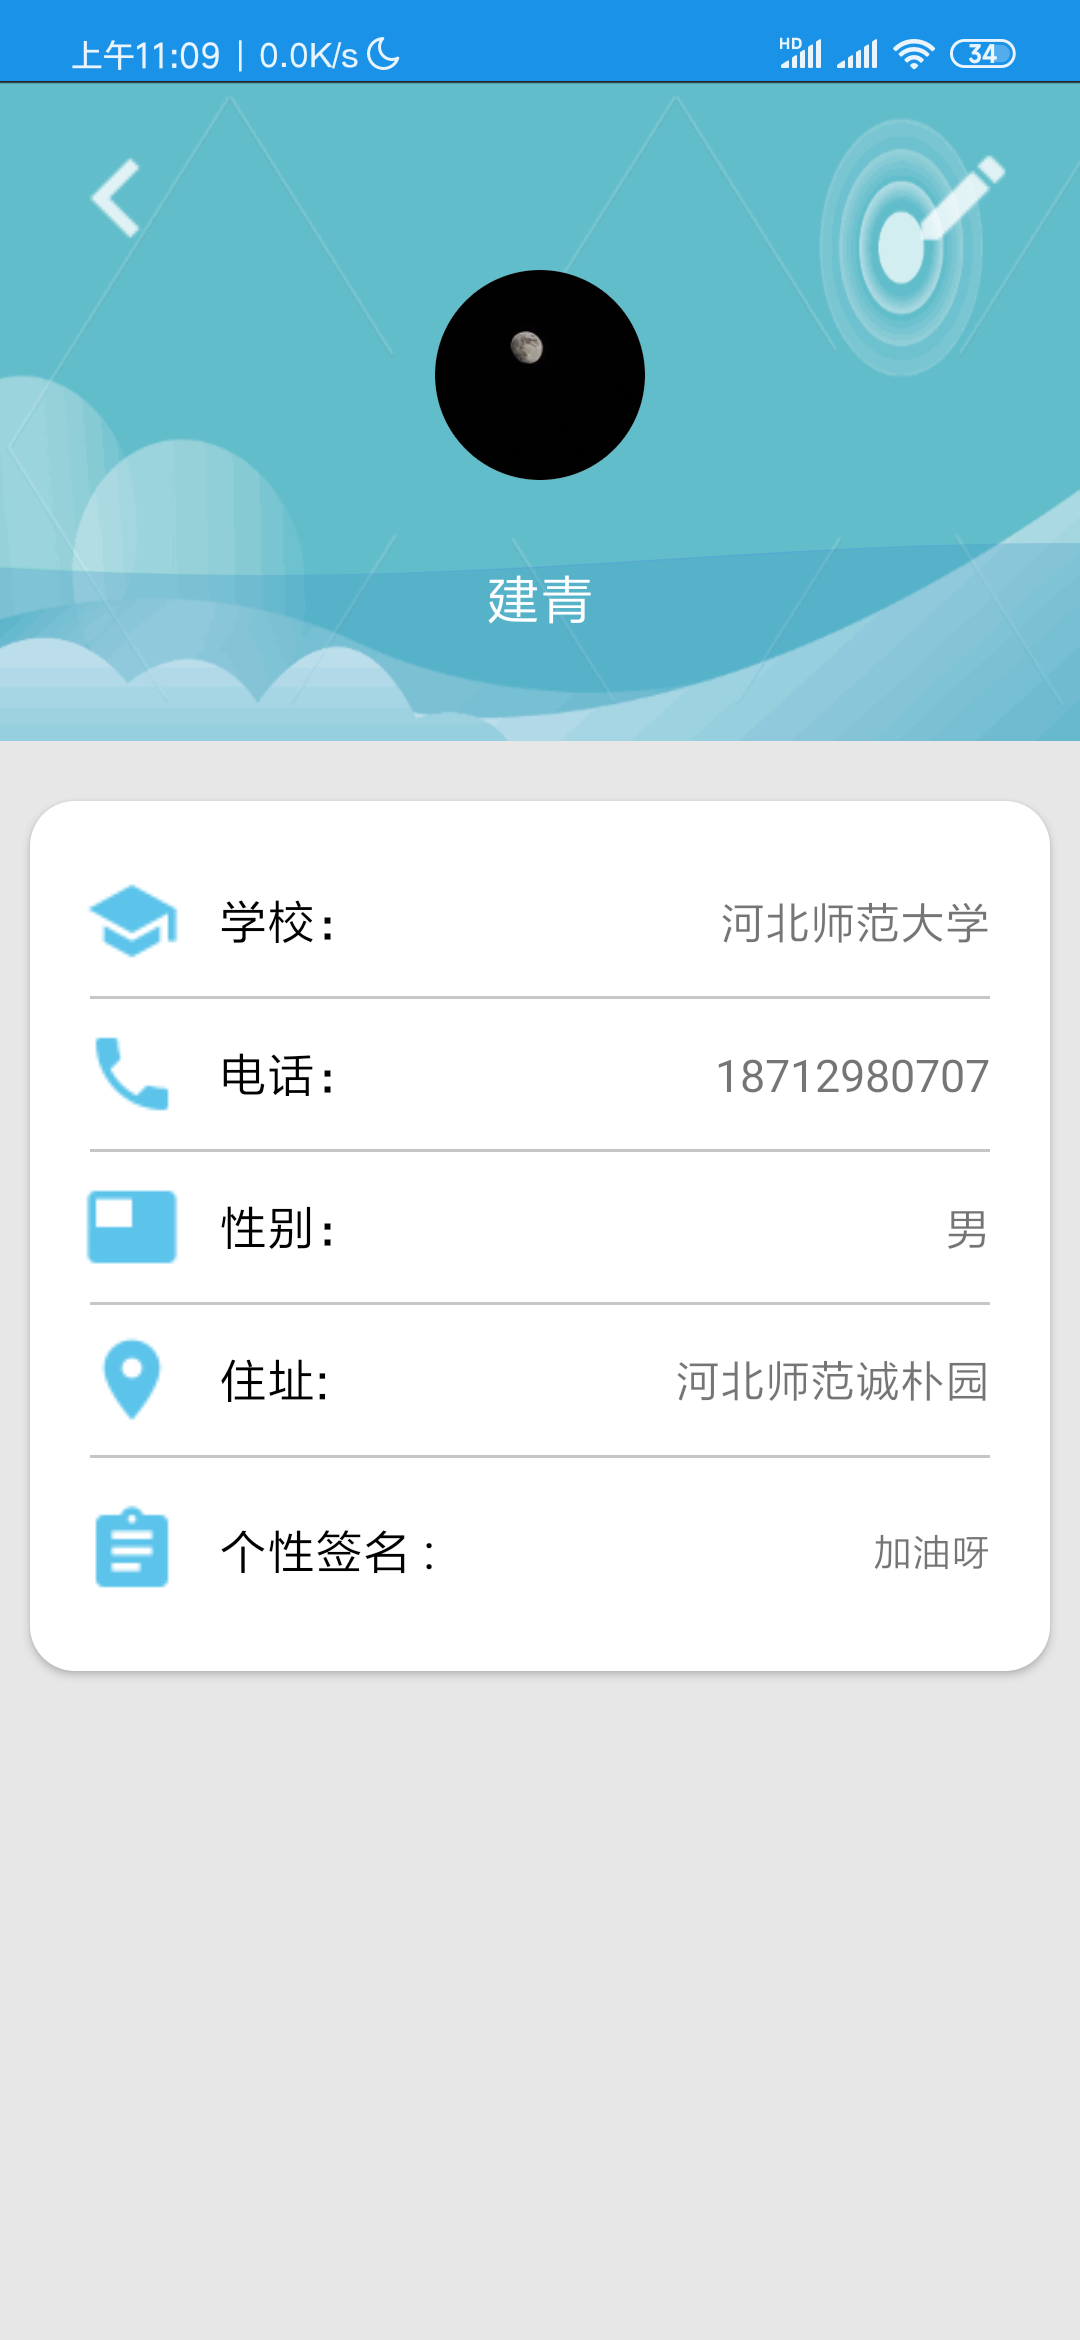 上午11:09 | 0.0K/s HD 34
建青
学校： 河北师范大学
电话： 18712980707
性别： 男
住址: 河北师范诚朴园
个性签名 : 加油呀